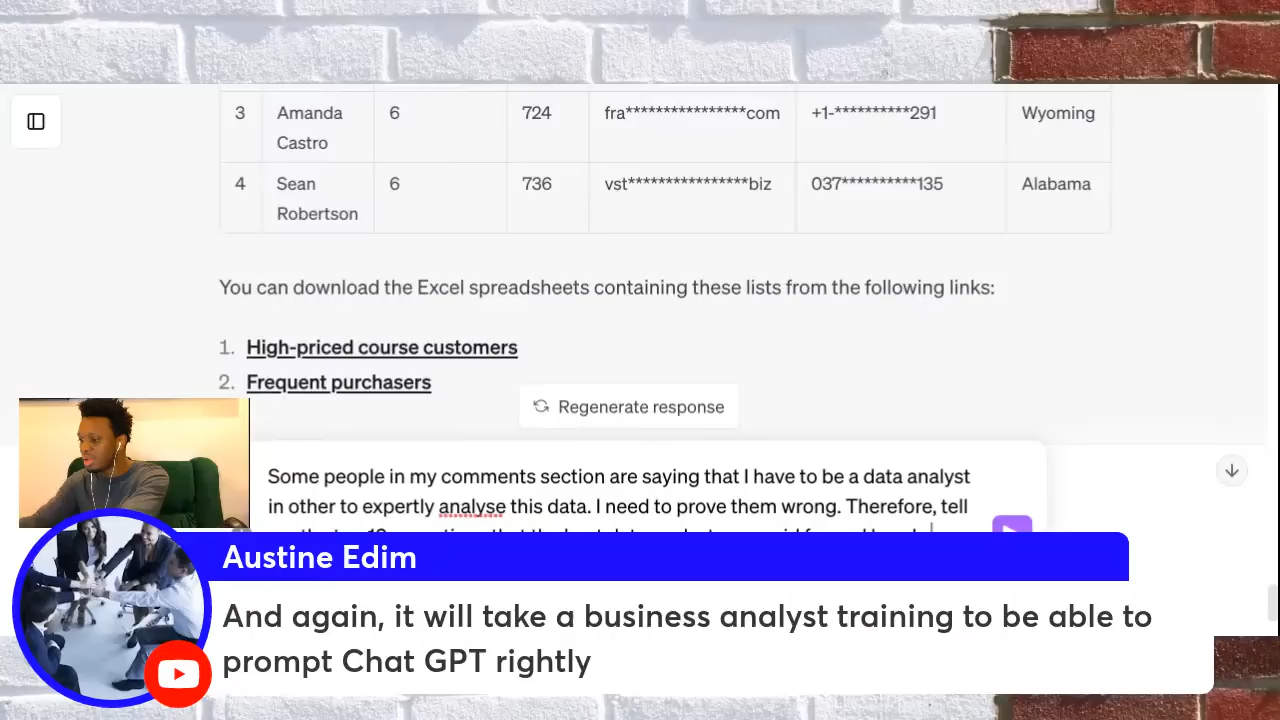 3 Amanda Castro 6 724 fra****************com +1-**********291 Wyoming
4 Sean Robertson 6 736 vst****************biz 037**********135 Alabama
You can download the Excel spreadsheets containing these lists from the following links:
1. High-priced course customers
2. Frequent purchasers
Regenerate response
Some people in my comments section are saying that I have to be a data analyst
in other to expertly analyse this data. I need to prove them wrong. Therefore, tell
Austine Edim
And again, it will take a business analyst training to be able to
prompt Chat GPT rightly